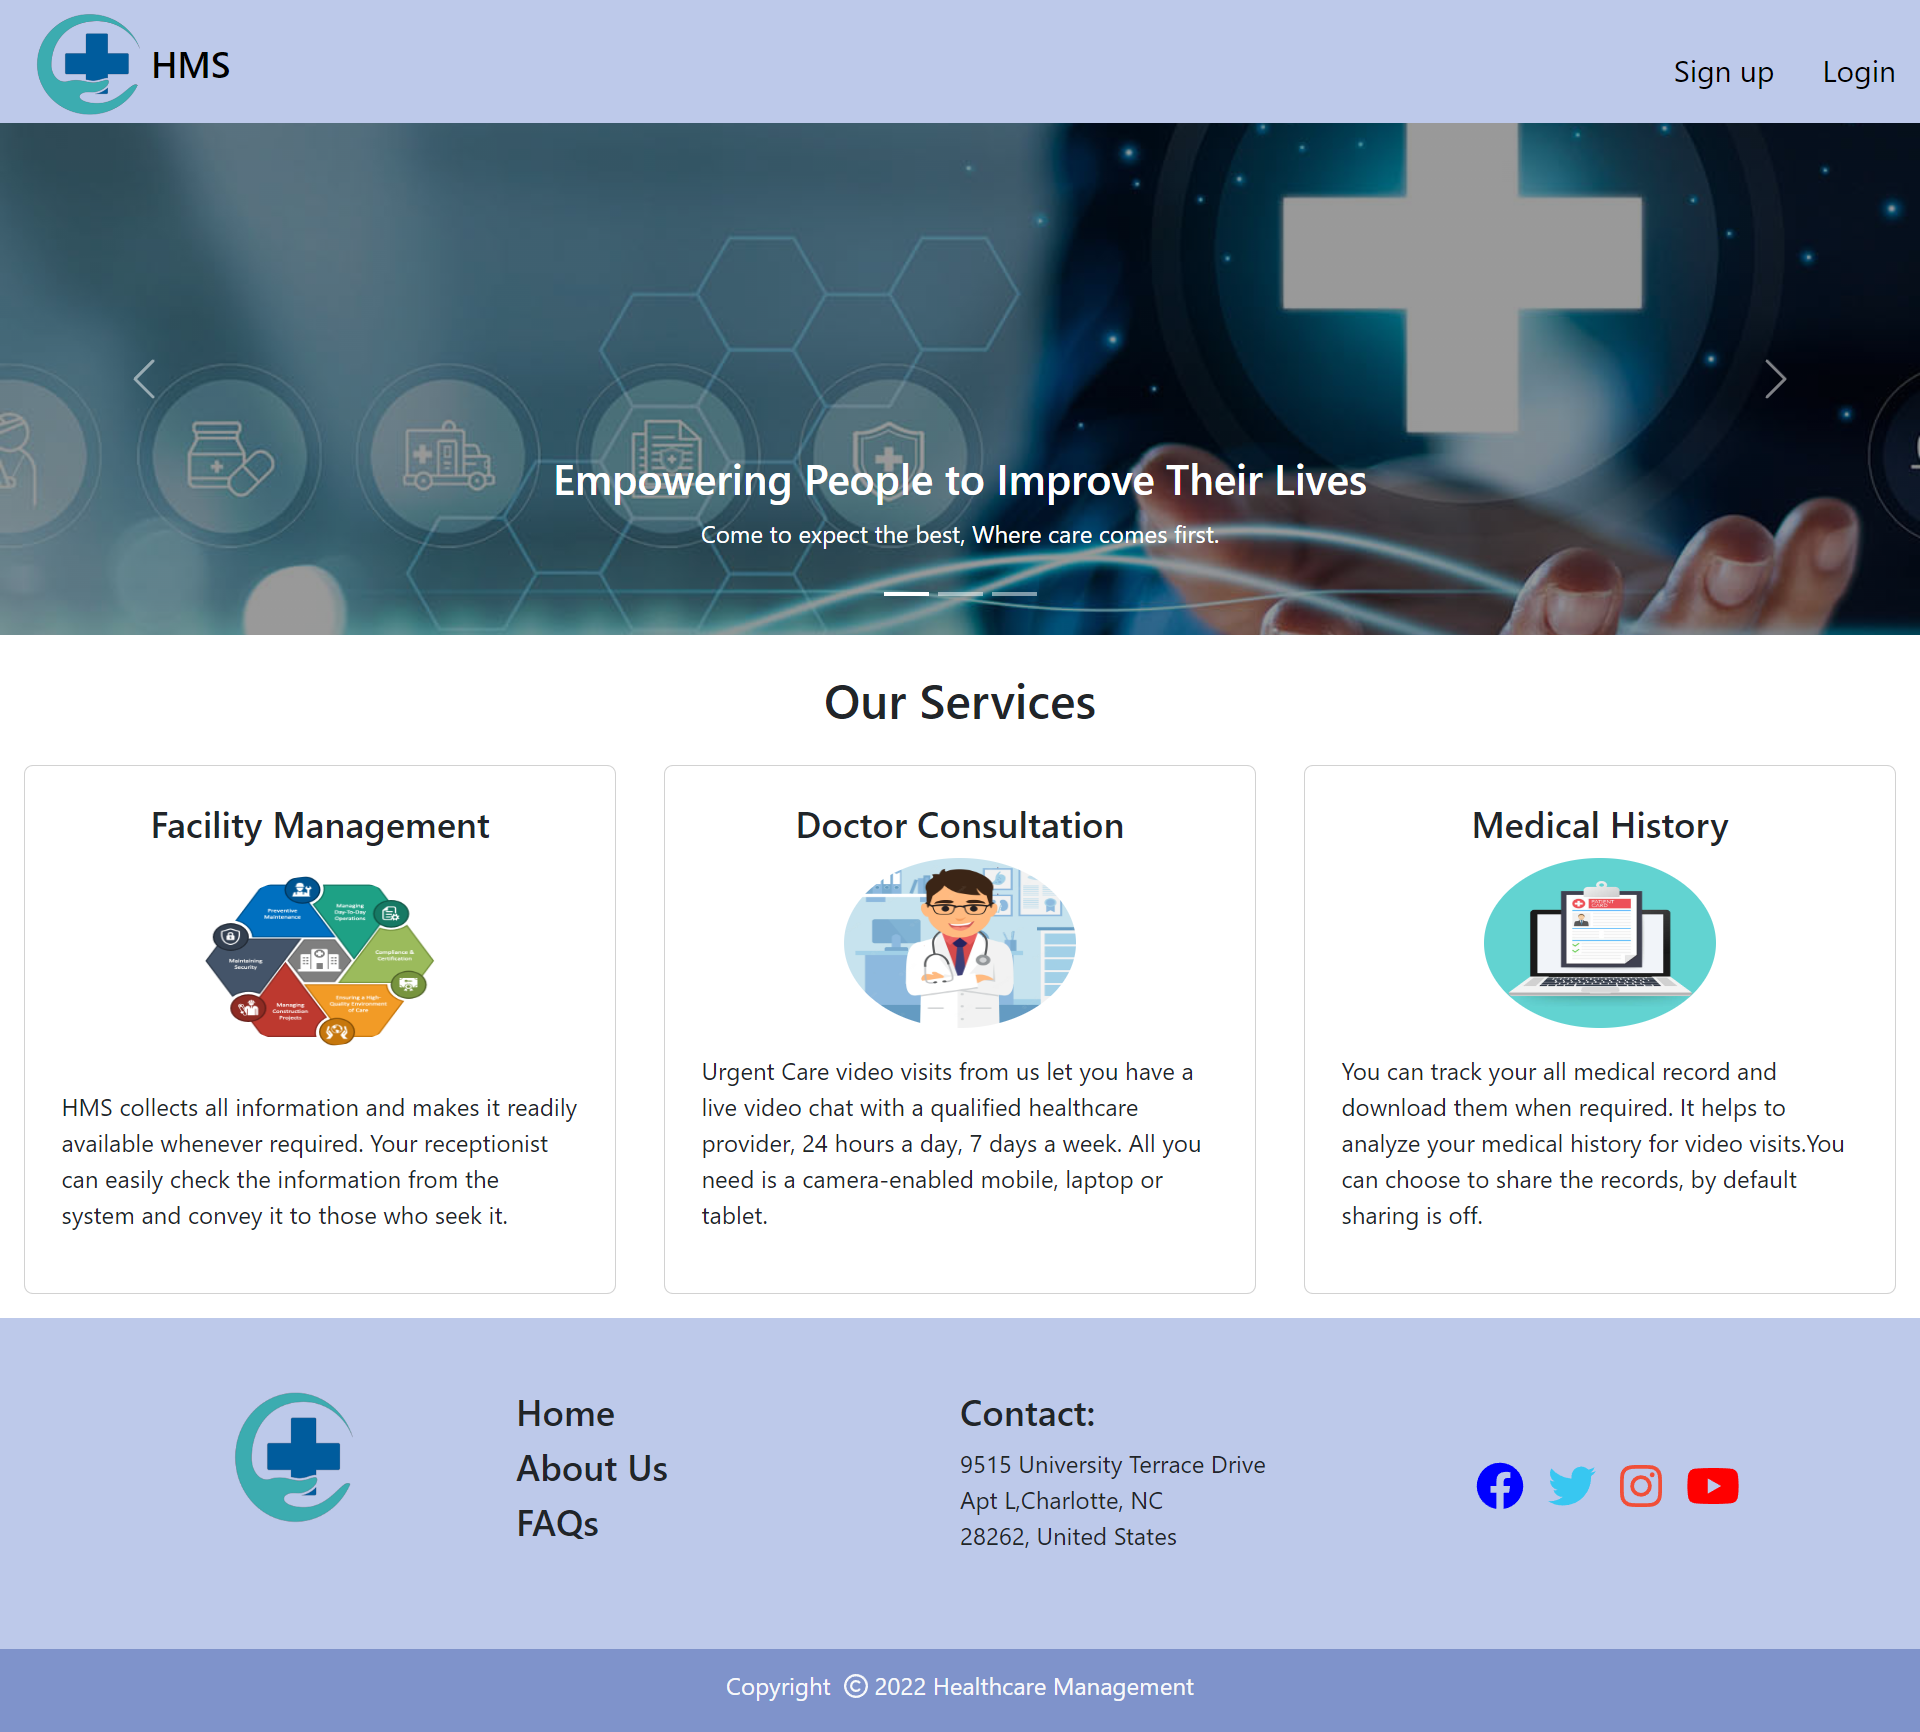 HMS
Sign up
Login
Empowering People to Improve Their Lives
Come to expect the best, Where care comes first.
Our Services
Facility Management
Preventive
Maintenance
Managing
Day-To-Day
Operations
Maintaining
Security
Compliance &
Certification
Managing
Construction
Projects
Ensuring a High-
Quality Environment
of Care
HMS collects all information and makes it readily
available whenever required. Your receptionist
can easily check the information from the
system and convey it to those who seek it.
Doctor Consultation
Urgent Care video visits from us let you have a
live video chat with a qualified healthcare
provider, 24 hours a day, 7 days a week. All you
need is a camera-enabled mobile, laptop or
tablet.
Medical History
PATIENT
CARD
You can track your all medical record and
download them when required. It helps to
analyze your medical history for video visits.You
can choose to share the records, by default
sharing is off.
Home
About Us
FAQs
Contact:
9515 University Terrace Drive
Apt L,Charlotte, NC
28262, United States
Copyright © 2022 Healthcare Management